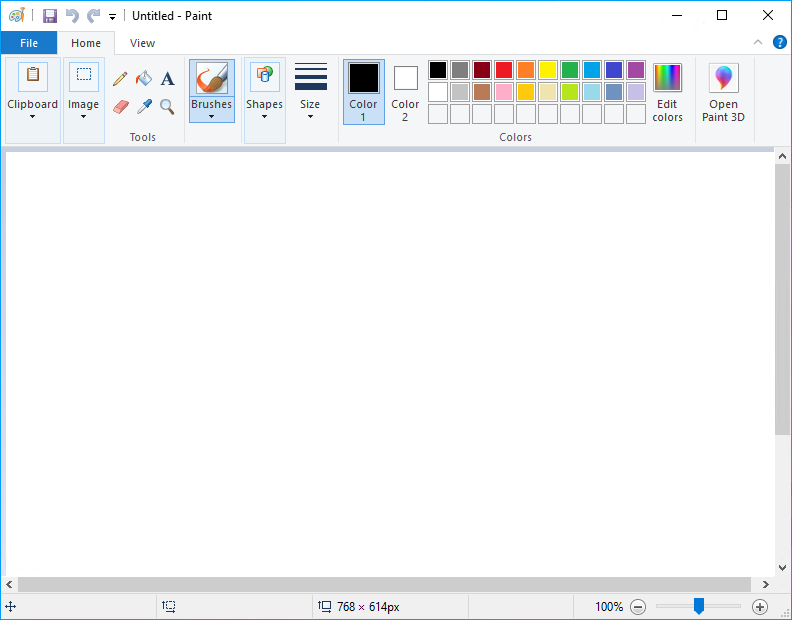 Untitled - Paint
File Home View
Clipboard Image Brushes Shapes Size Color 1 Color 2 Edit colors Open Paint 3D
Tools Colors
768 × 614px 100%